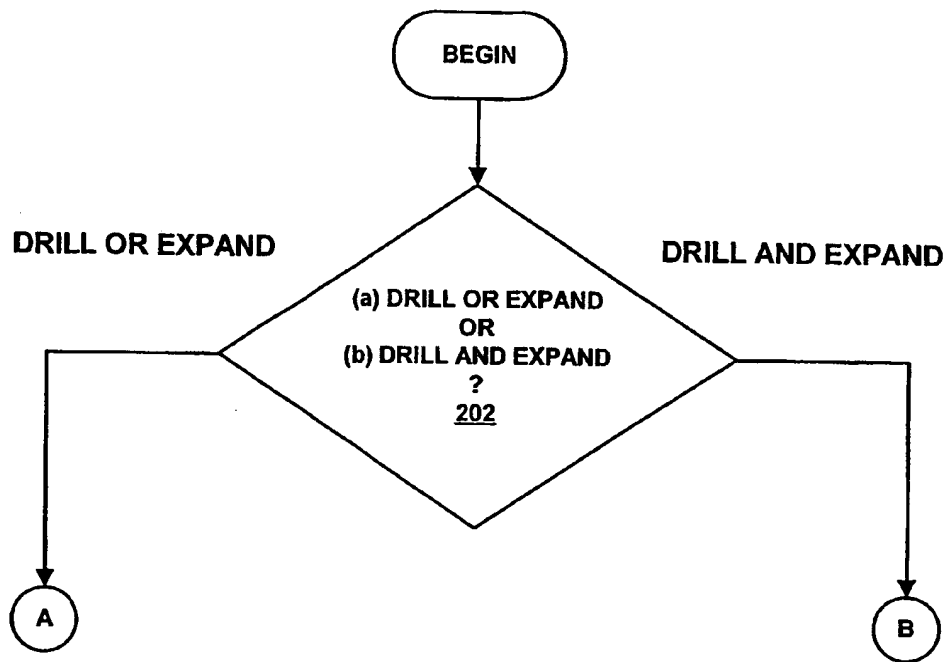 BEGIN
DRILL OR EXPAND
DRILL AND EXPAND
(a) DRILL OR EXPAND
OR
(b) DRILL AND EXPAND
?
202
A
B